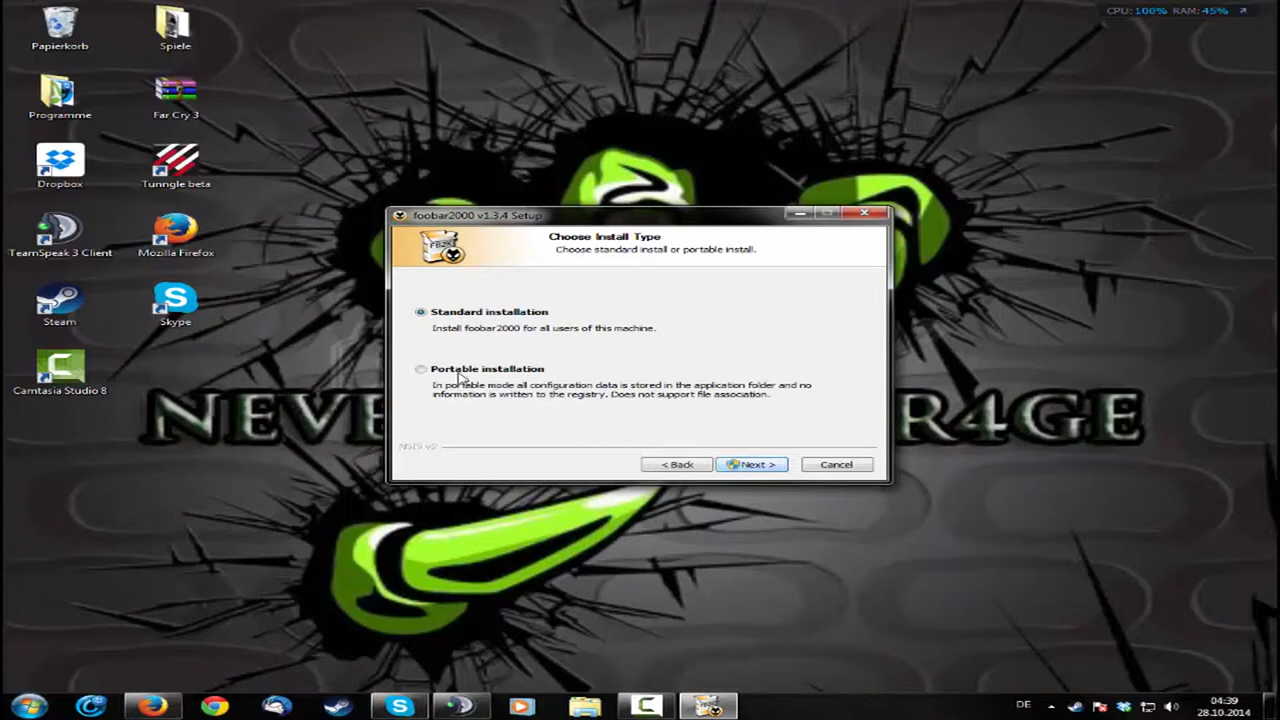 CPU: 100% RAM: 45%
Papierkorb
Spiele
Programme
Far Cry 3
Dropbox
Tunngle beta
TeamSpeak 3 Client
Mozilla Firefox
Steam
Skype
Camtasia Studio 8
foobar2000 v1.3.4 Setup
Choose Install Type
Choose standard install or portable install.
Standard installation
Install foobar2000 for all users of this machine.
Portable installation
In portable mode all configuration data is stored in the application folder and no
information is written to the registry. Does not support file association.
NSIS v2
< Back
Next >
Cancel
NEVE
R4GE
DE
04:39
28.10.2014